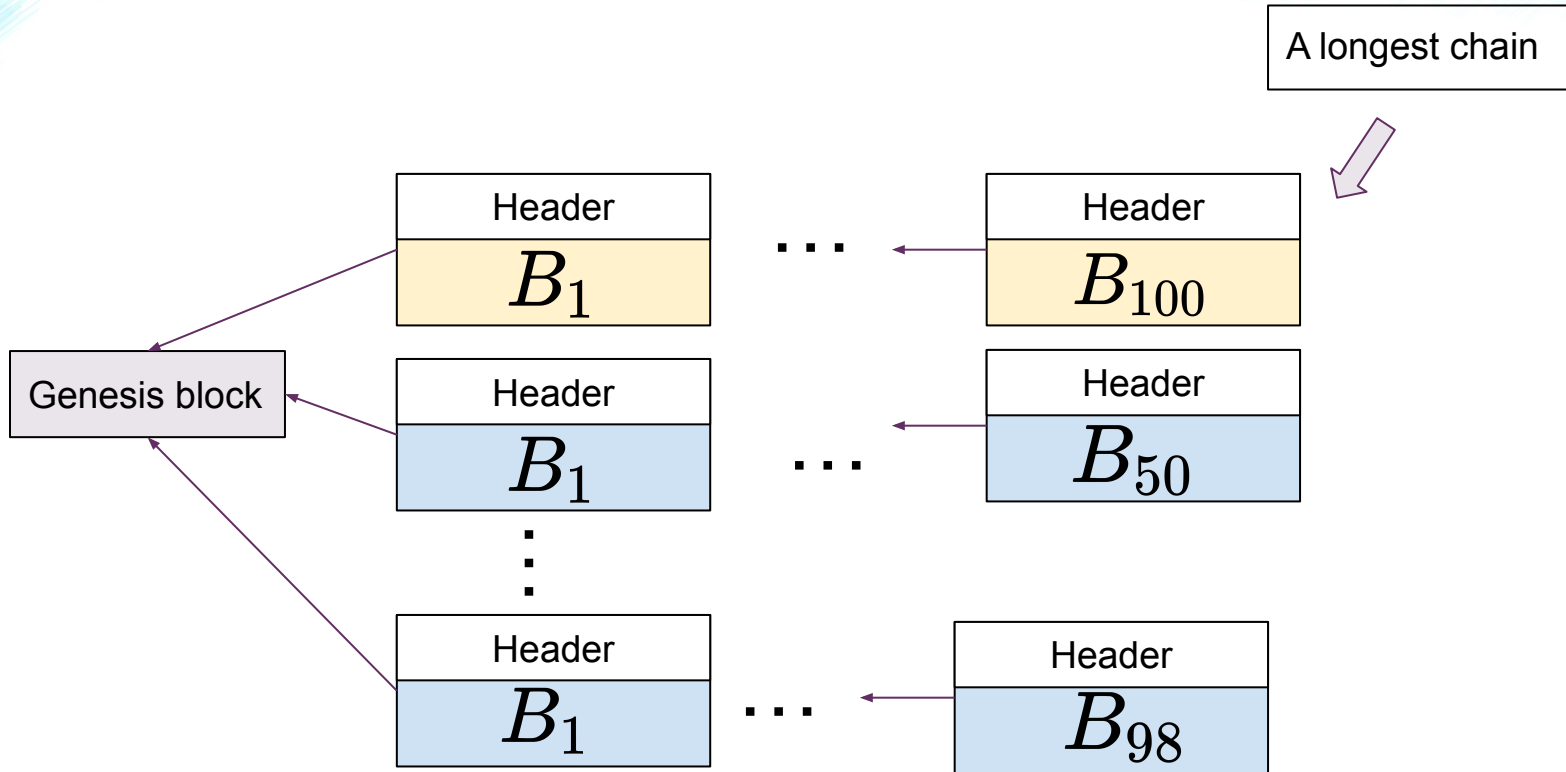 A longest chain
Header
Header
B₁
...
B₁₀₀
Genesis block
Header
Header
B₁
...
B₅₀
⋮
Header
Header
B₁
...
B₉₈